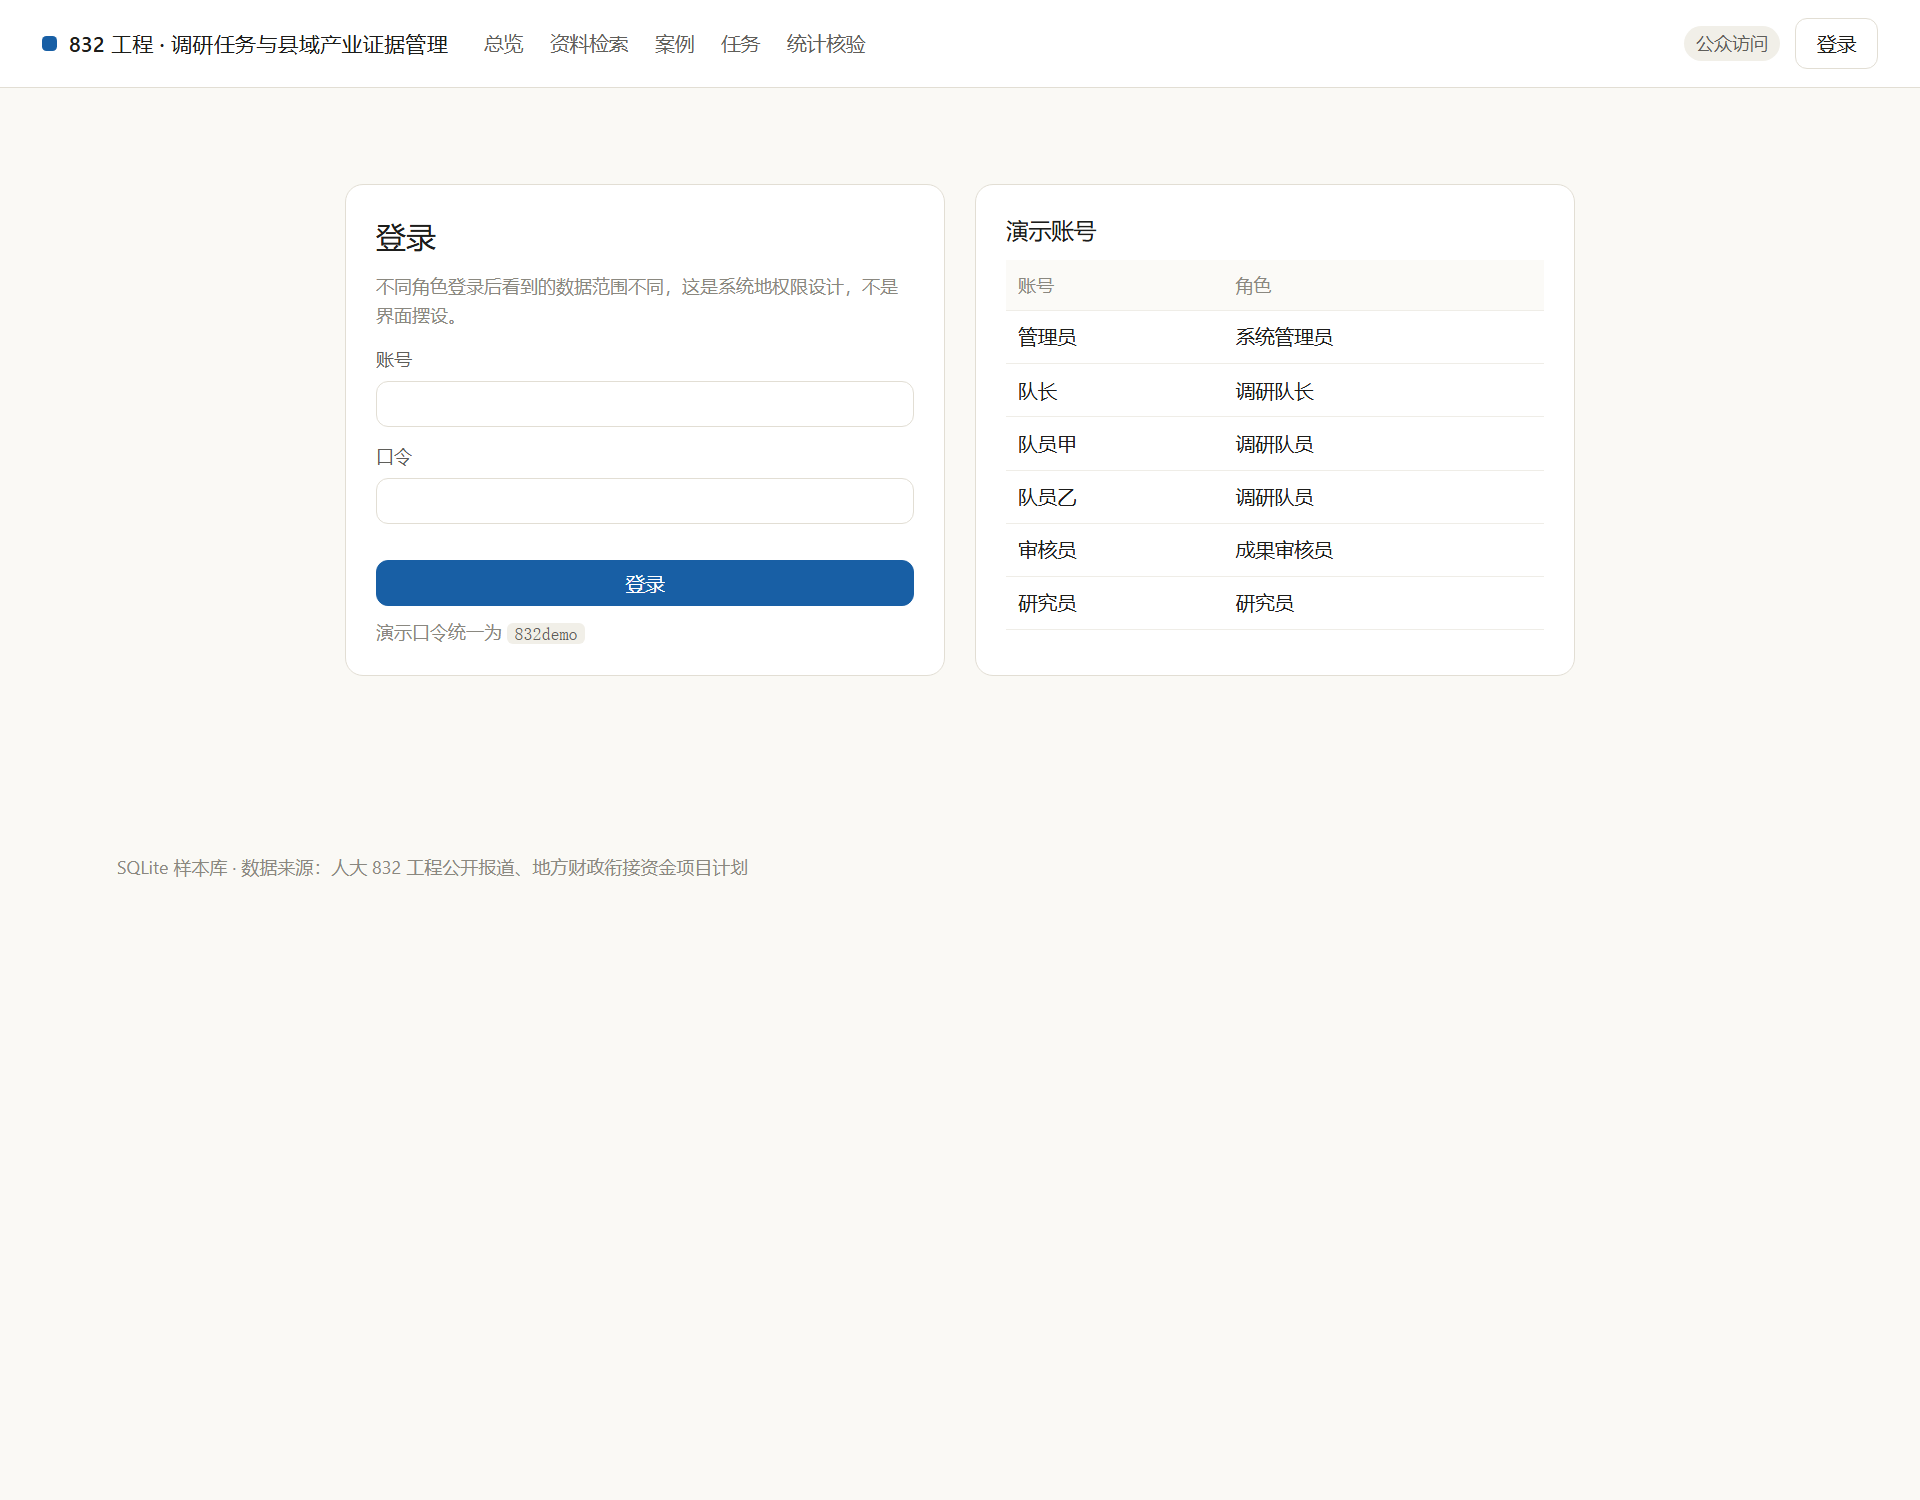 832 工程 · 调研任务与县域产业证据管理 总览 资料检索 案例 任务 统计核验 公众访问 登录
登录
不同角色登录后看到的数据范围不同，这是系统地权限设计，不是
界面摆设。
账号
口令
登录
演示口令统一为 832demo
演示账号
账号 角色
管理员 系统管理员
队长 调研队长
队员甲 调研队员
队员乙 调研队员
审核员 成果审核员
研究员 研究员
SQLite 样本库 · 数据来源：人大 832 工程公开报道、地方财政衔接资金项目计划